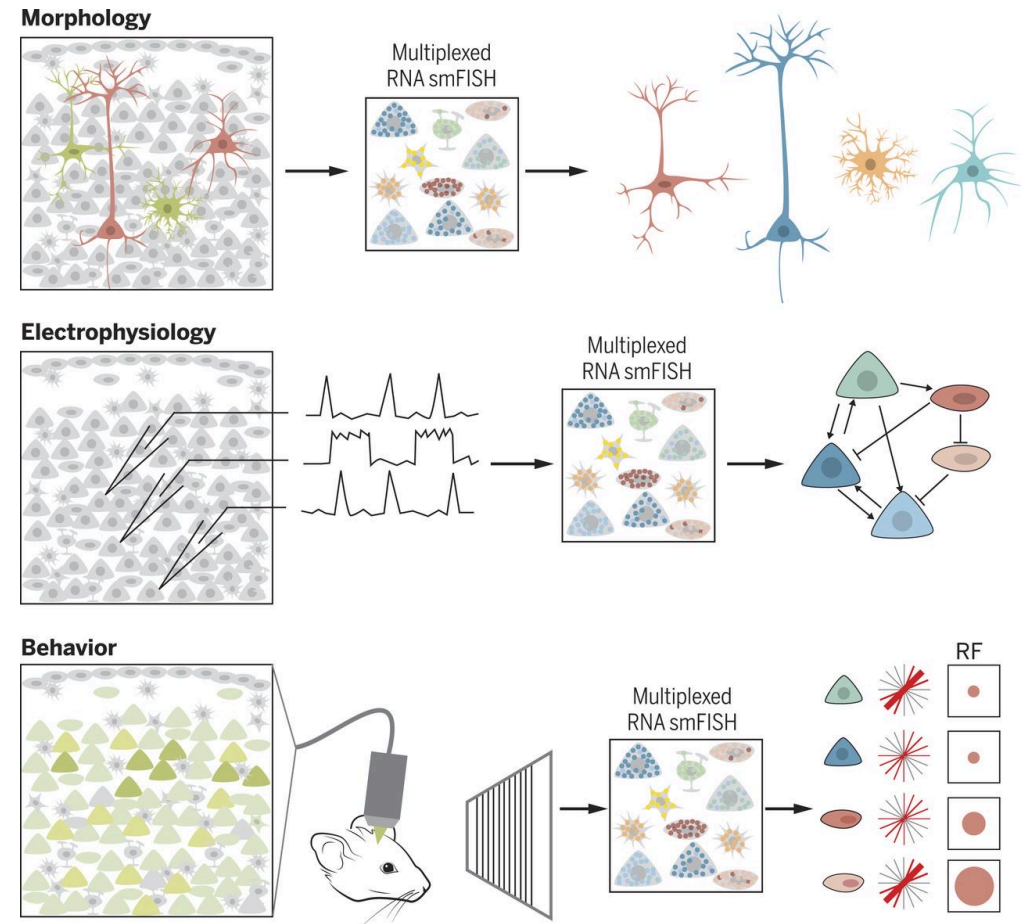 Morphology
Multiplexed
RNA smFISH
Electrophysiology
Multiplexed
RNA smFISH
Behavior
Multiplexed
RNA smFISH
RF